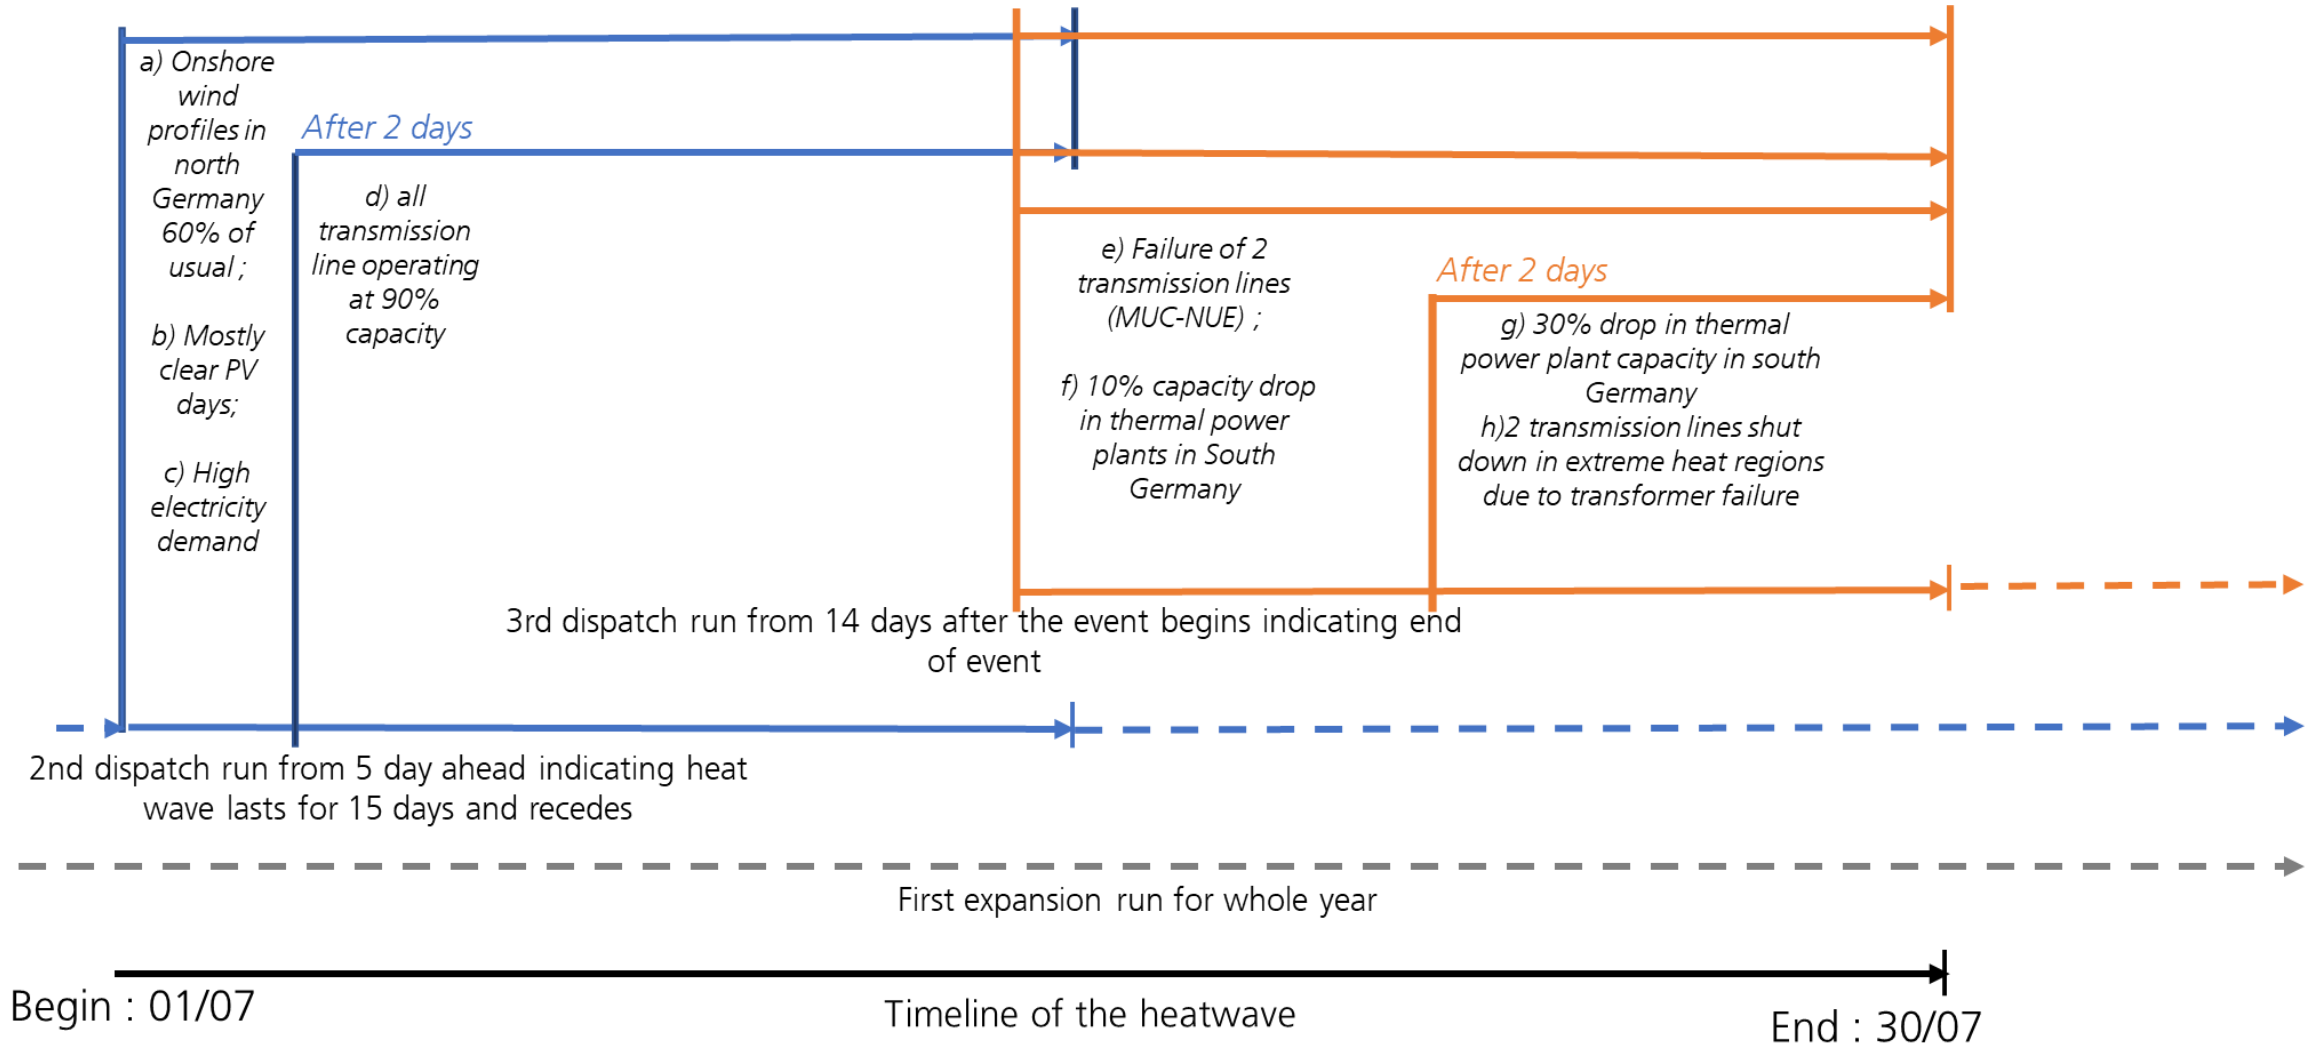 a) Onshore
wind
profiles in
north
Germany
60% of
usual ;
b) Mostly
clear PV
days;
c) High
electricity
demand
After 2 days
d) all
transmission
line operating
at 90%
capacity
e) Failure of 2
transmission lines
(MUC-NUE) ;
f) 10% capacity drop
in thermal power
plants in South
Germany
After 2 days
g) 30% drop in thermal
power plant capacity in south
Germany
h)2 transmission lines shut
down in extreme heat regions
due to transformer failure
3rd dispatch run from 14 days after the event begins indicating end
of event
2nd dispatch run from 5 day ahead indicating heat
wave lasts for 15 days and recedes
First expansion run for whole year
Begin : 01/07
Timeline of the heatwave
End : 30/07